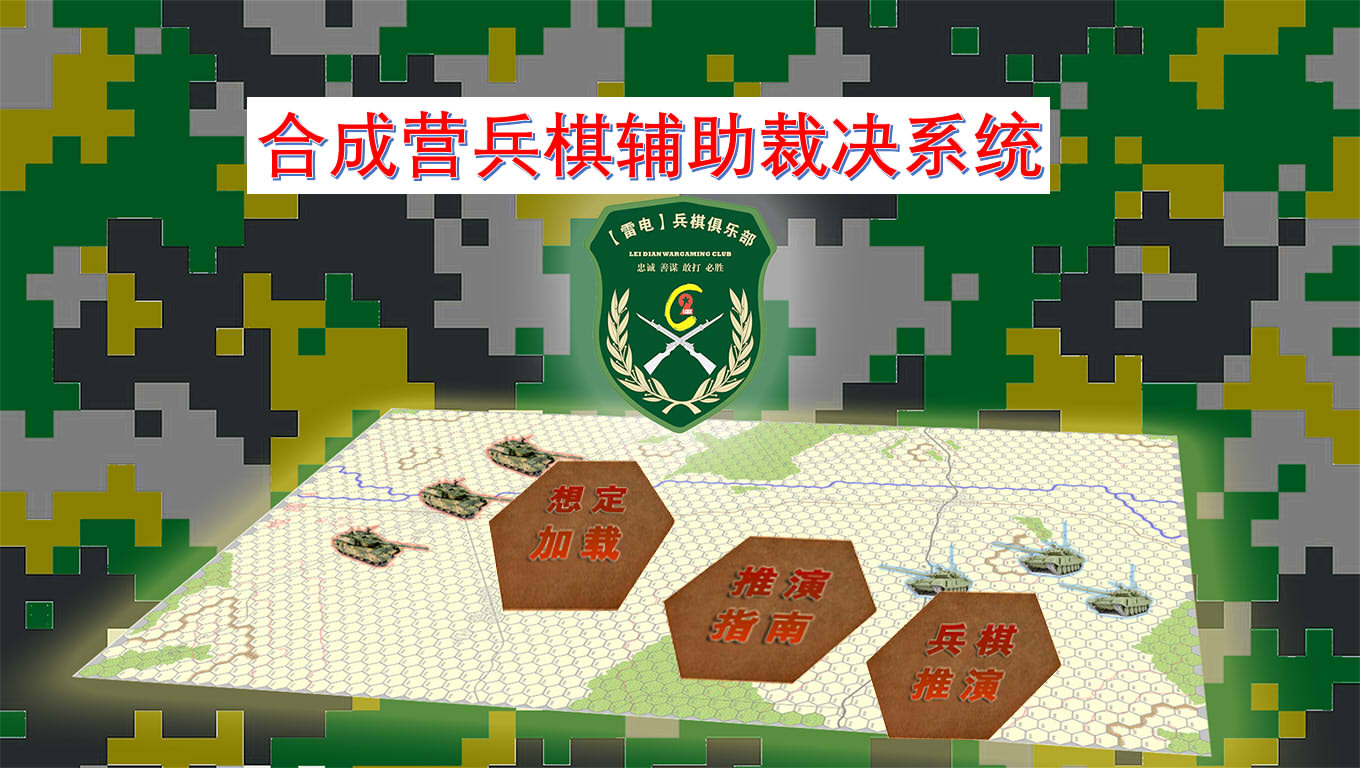 合成营兵棋辅助裁决系统
【雷电】兵棋俱乐部
LEI DIAN WARGAMING CLUB
忠诚 善谋 敢打 必胜
想定
加载
推演
指南
兵棋
推演